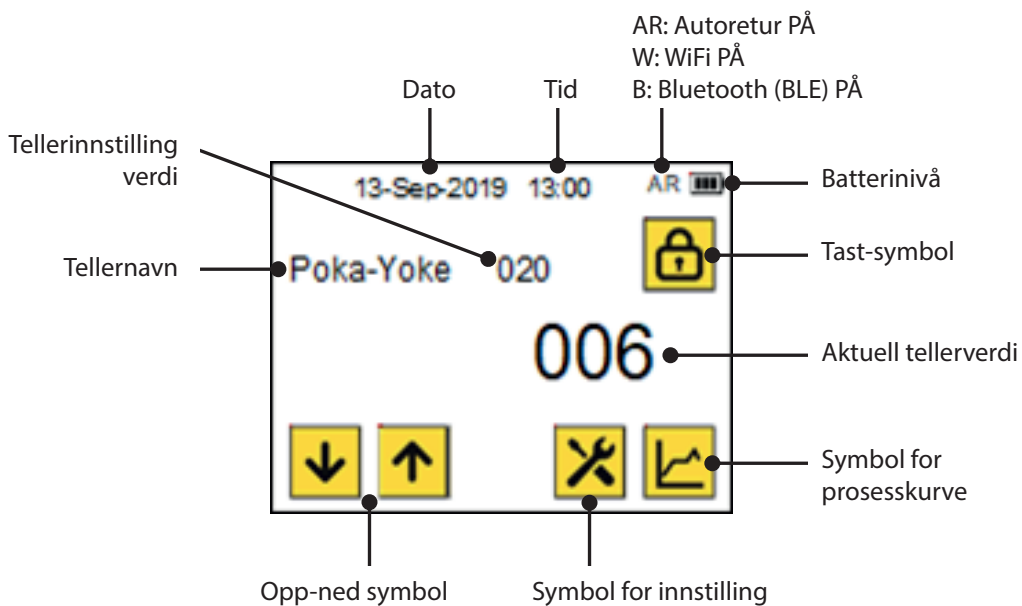 AR: Autoretur PÅ
W: WiFi PÅ
B: Bluetooth (BLE) PÅ
Dato
Tid
Tellerinnstilling
verdi
13-Sep-2019 13:00 AR
Batterinivå
Tast-symbol
Tellernavn
Poka-Yoke 020
006
Aktuell tellerverdi
Symbol for
prosesskurve
Opp-ned symbol
Symbol for innstilling